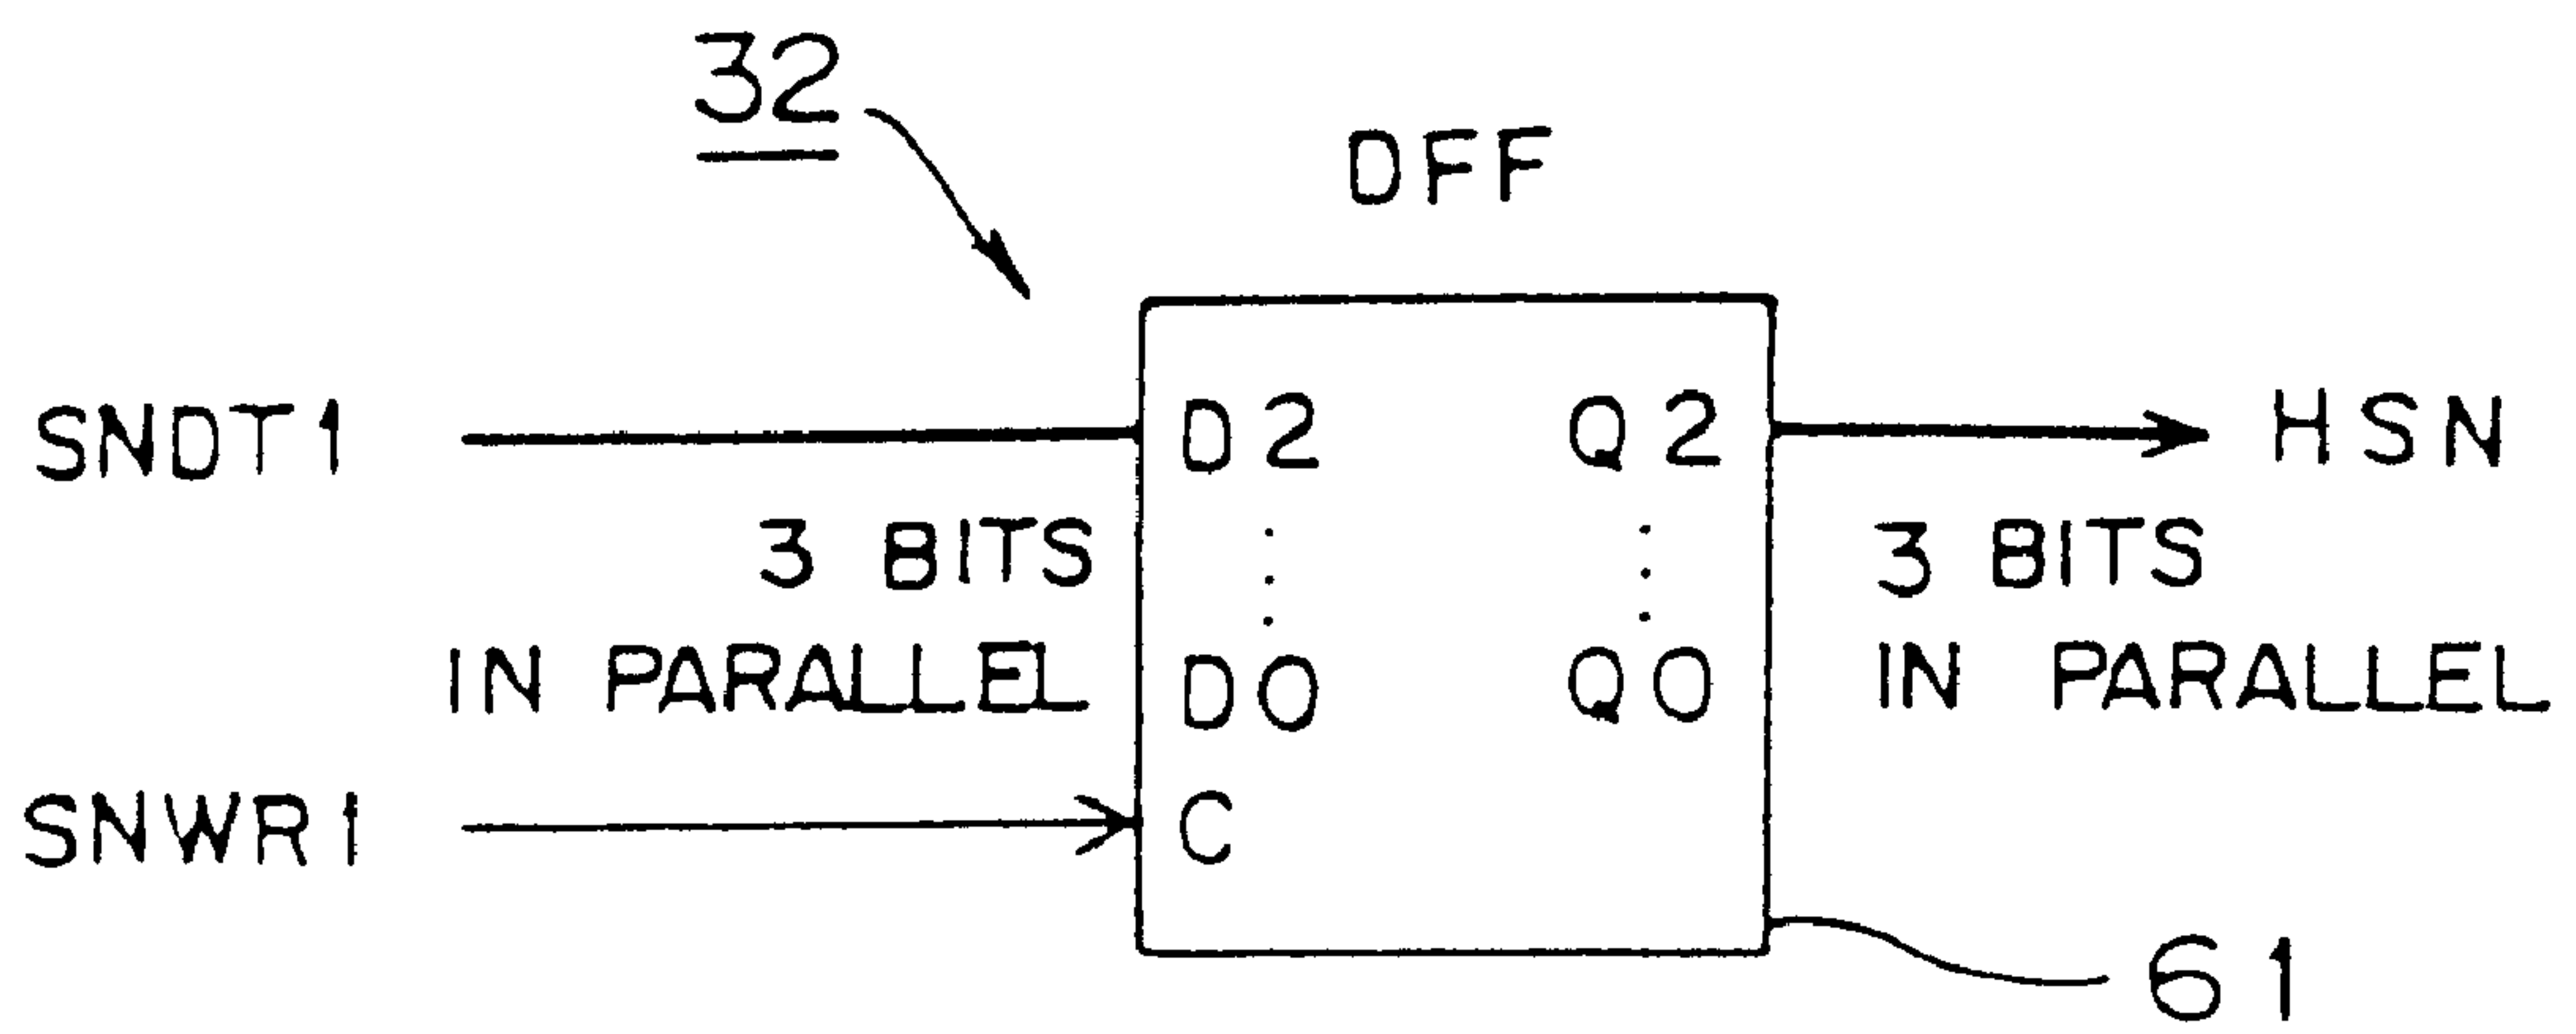 32
DFF
SNDT1
D2
Q2
HSN
3 BITS
IN PARALLEL
3 BITS
IN PARALLEL
D0
Q0
SNWR1
C
61